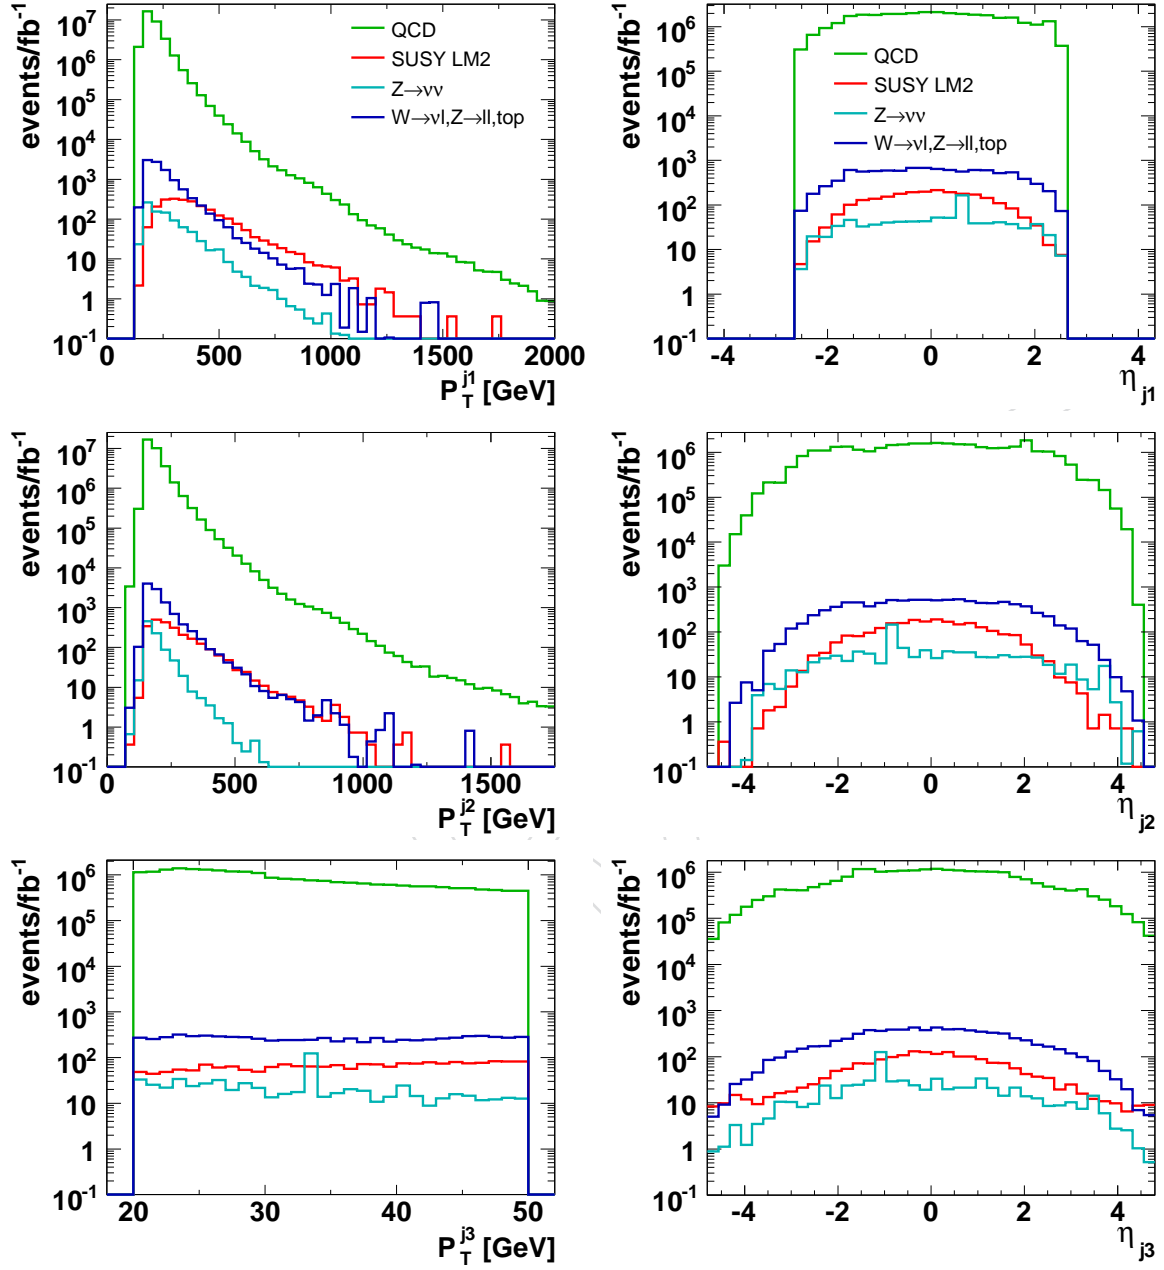 events/fb⁻¹
10⁷
10⁶
10⁵
10⁴
10³
10²
10
1
10⁻¹
QCD
SUSY LM2
Z→νν
W→νl,Z→ll,top
0 500 1000 1500 2000
P_T^j1 [GeV]
events/fb⁻¹
10⁶
10⁵
10⁴
10³
10²
10
1
10⁻¹
QCD
SUSY LM2
Z→νν
W→νl,Z→ll,top
-4 -2 0 2 4
η j1
events/fb⁻¹
10⁷
10⁶
10⁵
10⁴
10³
10²
10
1
10⁻¹
0 500 1000 1500
P_T^j2 [GeV]
events/fb⁻¹
10⁶
10⁵
10⁴
10³
10²
10
1
10⁻¹
-4 -2 0 2 4
η j2
events/fb⁻¹
10⁶
10⁵
10⁴
10³
10²
10
1
10⁻¹
20 30 40 50
P_T^j3 [GeV]
events/fb⁻¹
10⁶
10⁵
10⁴
10³
10²
10
1
10⁻¹
-4 -2 0 2 4
η j3